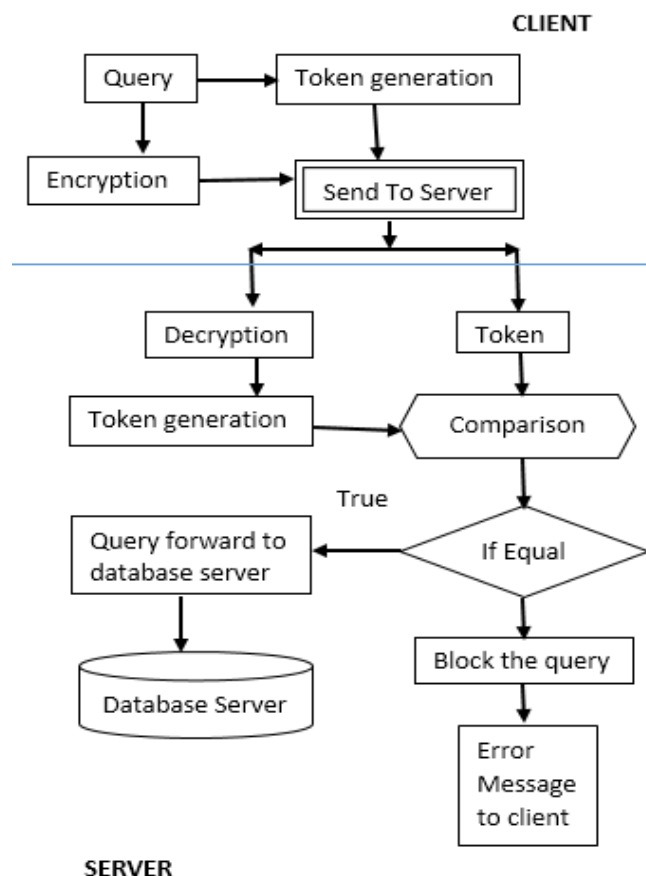 CLIENT
Query
Token generation
Encryption
Send To Server
Decryption
Token
Token generation
Comparison
True
Query forward to
database server
If Equal
Block the query
Database Server
Error
Message
to client
SERVER